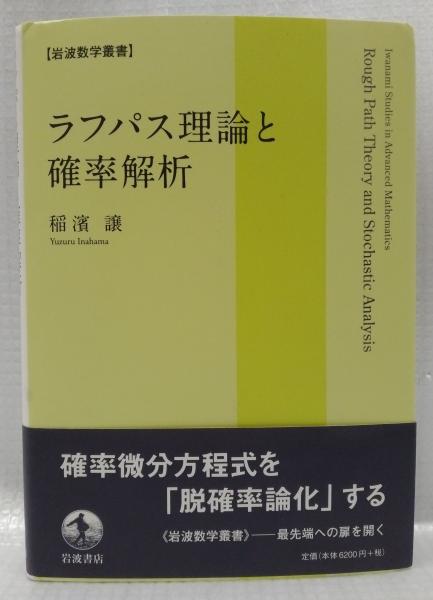 【岩波数学叢書】
ラフパス理論と
確率解析
稲濱 譲
Yuzuru Inahama
Iwanami Studies in Advanced Mathematics
Rough Path Theory and Stochastic Analysis
確率微分方程式を
「脱確率論化」する
《岩波数学叢書》──最先端への扉を開く
岩波書店
定価(本体6200円+税)